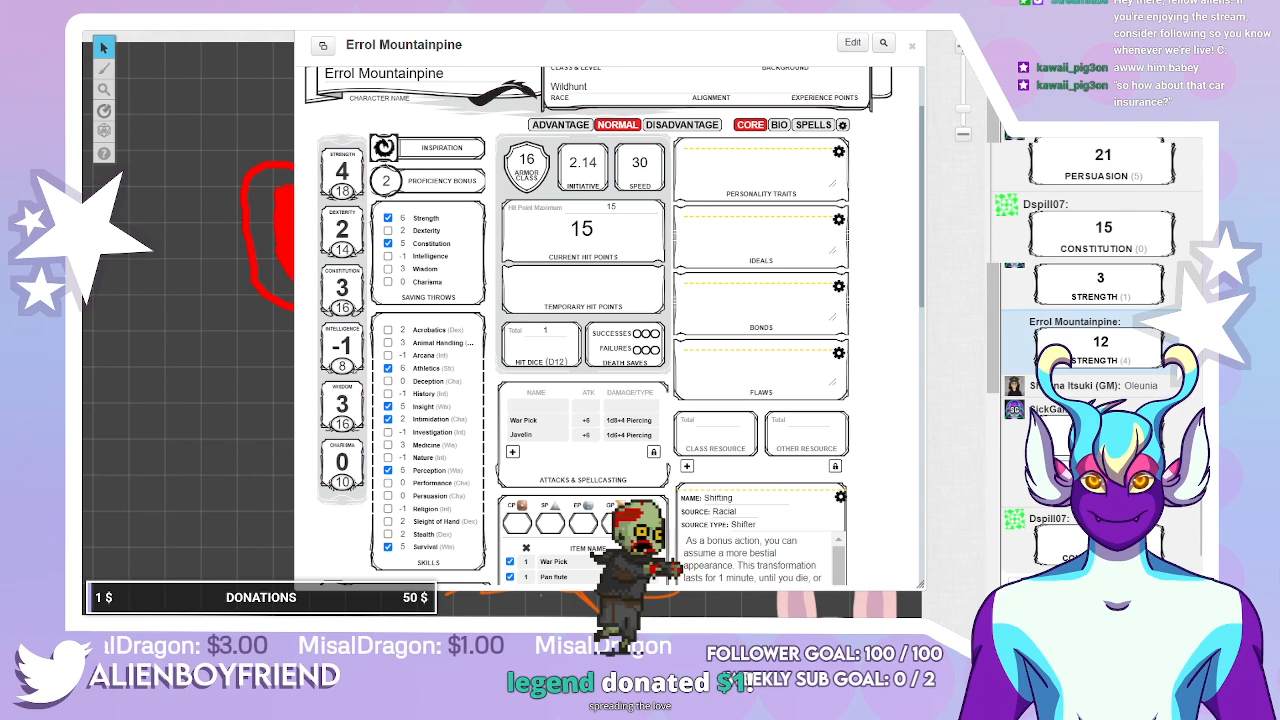 Errol Mountainpine
Edit
Errol Mountainpine
CHARACTER NAME
CLASS & LEVEL
BACKGROUND
Wildhunt
RACE
ALIGNMENT
EXPERIENCE POINTS
ADVANTAGE NORMAL DISADVANTAGE
CORE BIO SPELLS
STRENGTH
4
18
DEXTERITY
2
14
CONSTITUTION
3
16
INTELLIGENCE
-1
8
WISDOM
3
16
CHARISMA
0
10
INSPIRATION
2 PROFICIENCY BONUS
6 Strength
2 Dexterity
5 Constitution
-1 Intelligence
3 Wisdom
0 Charisma
SAVING THROWS
2 Acrobatics (Dex)
3 Animal Handling (...
-1 Arcana (Int)
6 Athletics (Str)
0 Deception (Cha)
-1 History (Int)
5 Insight (Wis)
2 Intimidation (Cha)
-1 Investigation (Int)
3 Medicine (Wis)
-1 Nature (Int)
5 Perception (Wis)
0 Performance (Cha)
0 Persuasion (Cha)
-1 Religion (Int)
2 Sleight of Hand (Dex)
2 Stealth (Dex)
5 Survival (Wis)
SKILLS
16
ARMOR
CLASS
2.14
INITIATIVE
30
SPEED
Hit Point Maximum 15
15
CURRENT HIT POINTS
TEMPORARY HIT POINTS
Total 1
HIT DICE (D12)
SUCCESSES
FAILURES
DEATH SAVES
NAME ATK DAMAGE/TYPE
War Pick +6 1d8+4 Piercing
Javelin +6 1d6+4 Piercing
ATTACKS & SPELLCASTING
CP SP EP GP
ITEM NAME
1 War Pick
1 Pan flute
PERSONALITY TRAITS
IDEALS
BONDS
FLAWS
Total
CLASS RESOURCE
Total
OTHER RESOURCE
NAME: Shifting
SOURCE: Racial
SOURCE TYPE: Shifter
As a bonus action, you can
assume a more bestial
appearance. This transformation
lasts for 1 minute, until you die, or
Hey there, fellow aliens! If
you're enjoying the stream,
consider following so you know
whenever we're live! C:
kawaii_pig3on awww him babey
kawaii_pig3on "so how about that car
insurance?"
21
PERSUASION (5)
Dspill07:
15
CONSTITUTION (0)
3
STRENGTH (1)
Errol Mountainpine:
12
STRENGTH (4)
Itsuki (GM): Oleunia
Dspill07:
1 $ DONATIONS 50 $
alDragon: $3.00 MisalDragon: $1.00 MisalDragon
ALIENBOYFRIEND
legend donated $1!
spreading the love
FOLLOWER GOAL: 100 / 100
WEEKLY SUB GOAL: 0 / 2